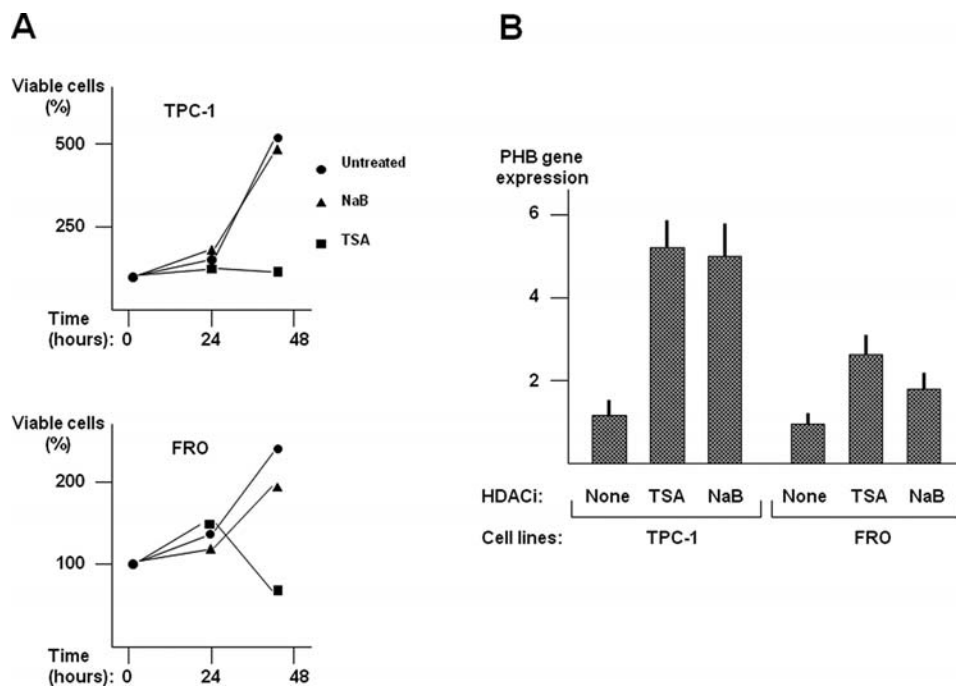 A
Viable cells
(%)
TPC-1
500
250
Untreated
NaB
TSA
Time
(hours): 0 24 48
Viable cells
(%)
FRO
200
100
Time
(hours): 0 24 48
B
PHB gene
expression
6
4
2
HDACi: None TSA NaB None TSA NaB
Cell lines: TPC-1 FRO